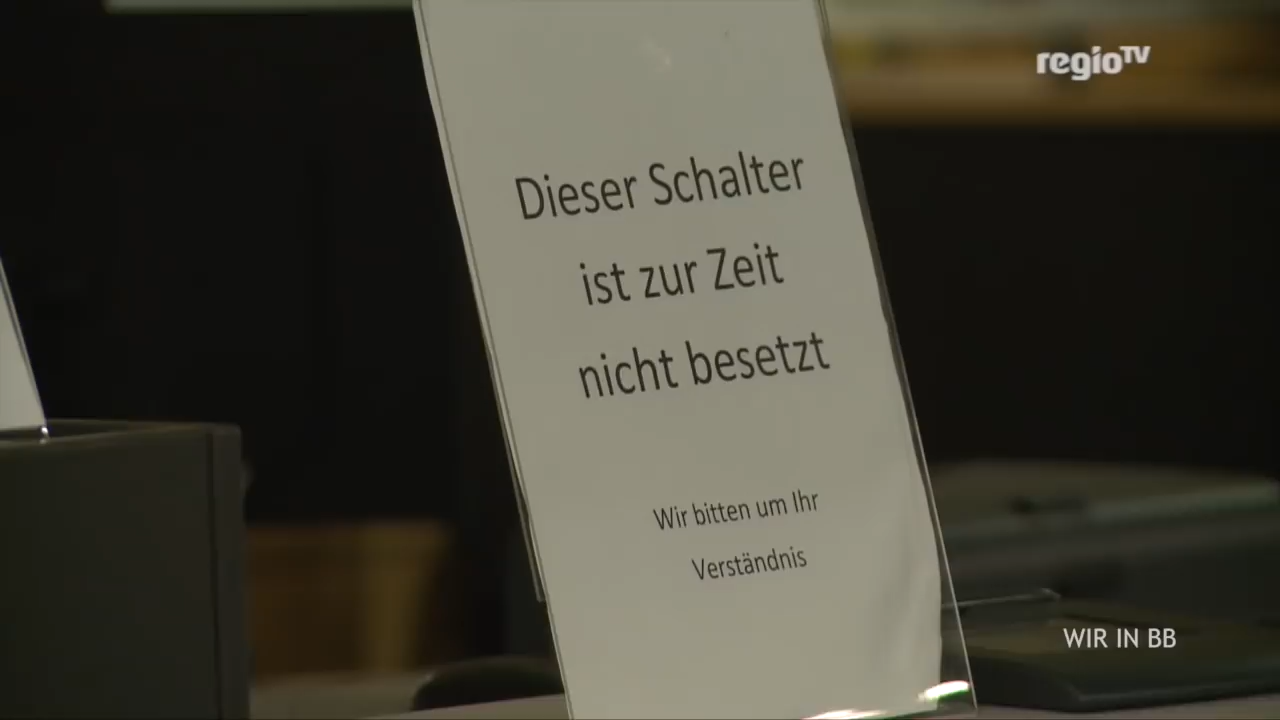 regioTV
Dieser Schalter
ist zur Zeit
nicht besetzt
Wir bitten um Ihr
Verständnis
WIR IN BB